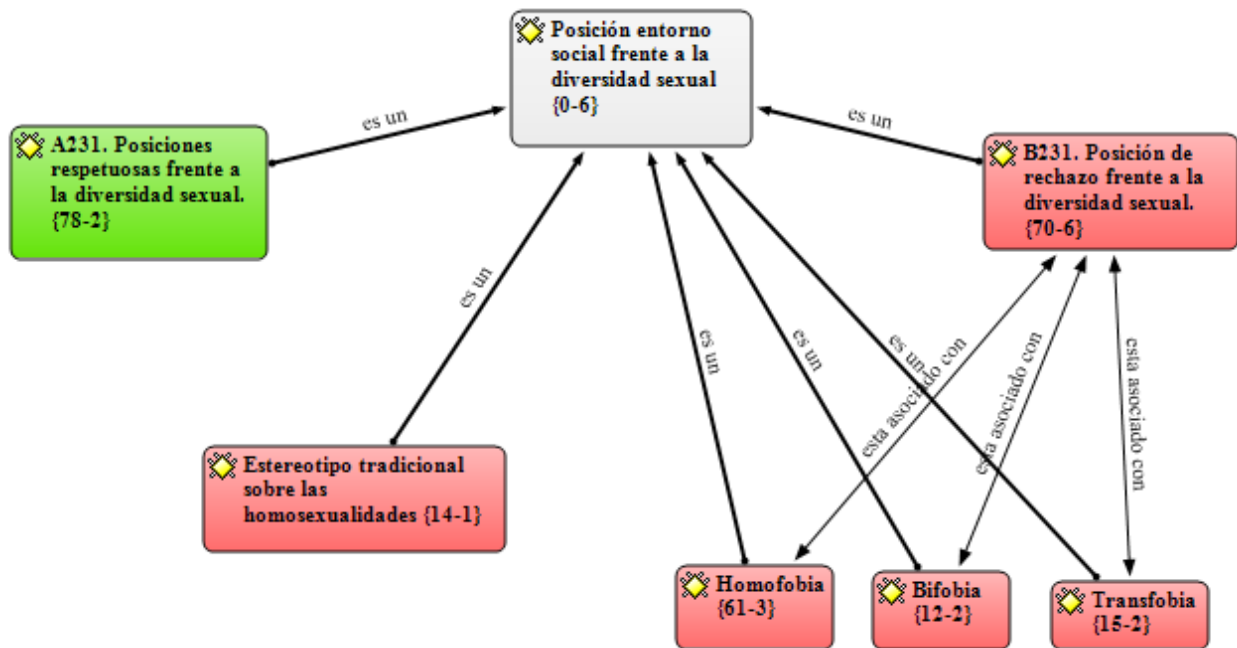 Posición entorno
social frente a la
diversidad sexual
{0-6}
es un
es un
A231. Posiciones
respetuosas frente a
la diversidad sexual.
{78-2}
B231. Posición de
rechazo frente a la
diversidad sexual.
{70-6}
es un
es un
es un
es un
esta asociado con
esta asociado con
esta asociado con
Estereotipo tradicional
sobre las
homosexualidades {14-1}
Homofobia
{61-3}
Bifobia
{12-2}
Transfobia
{15-2}